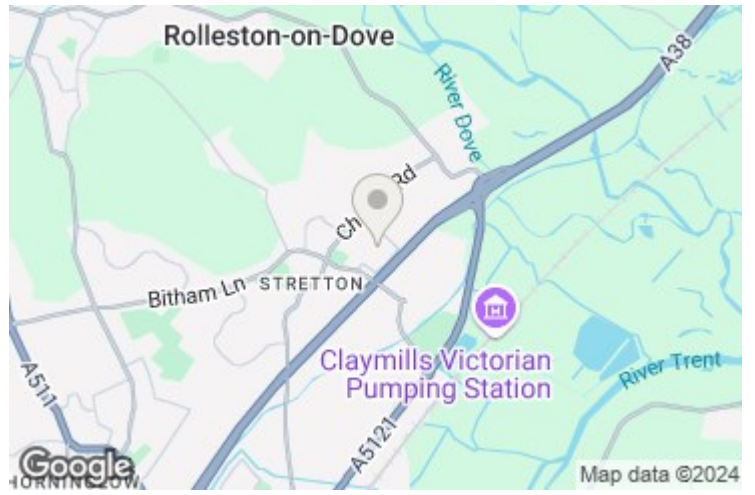 Rolleston-on-Dove
A38
River Dove
Rd
Bitham Ln
STRETTON
Claymills Victorian
Pumping Station
River Trent
A511
A5121
Google
Map data ©2024